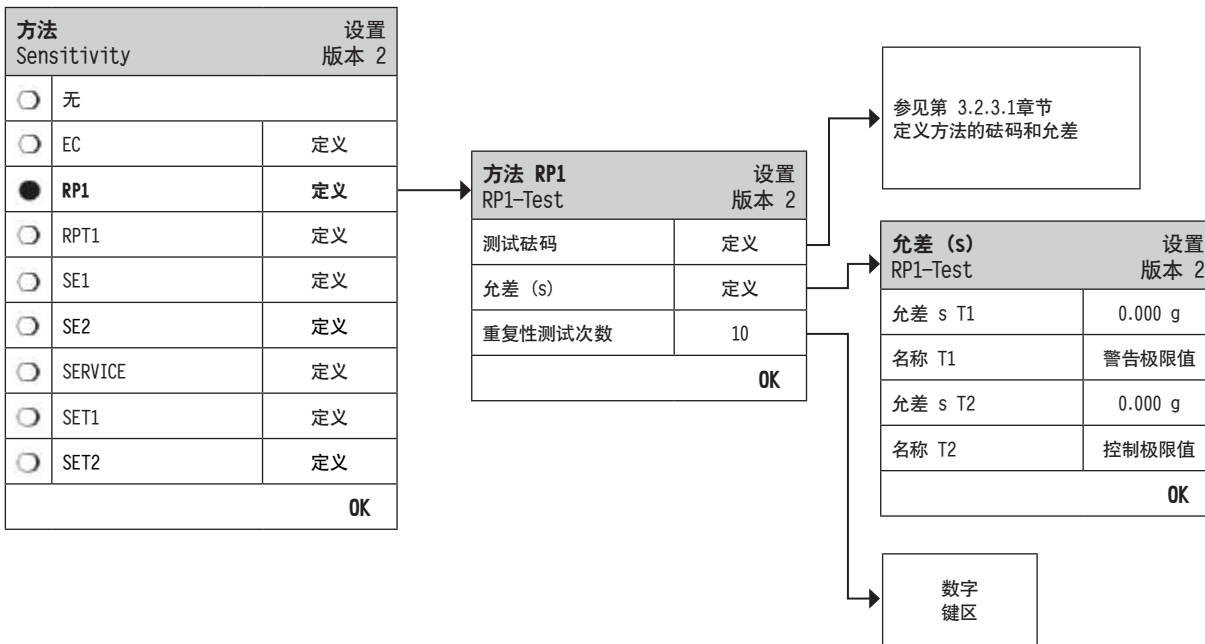 方法 设置
Sensitivity 版本 2
无
EC 定义
RP1 定义
RPT1 定义
SE1 定义
SE2 定义
SERVICE 定义
SET1 定义
SET2 定义
OK
方法 RP1 设置
RP1-Test 版本 2
测试砝码 定义
允差 (s) 定义
重复性测试次数 10
OK
参见第 3.2.3.1章节
定义方法的砝码和允差
允差 (s) 设置
RP1-Test 版本 2
允差 s T1 0.000 g
名称 T1 警告极限值
允差 s T2 0.000 g
名称 T2 控制极限值
OK
数字
键区